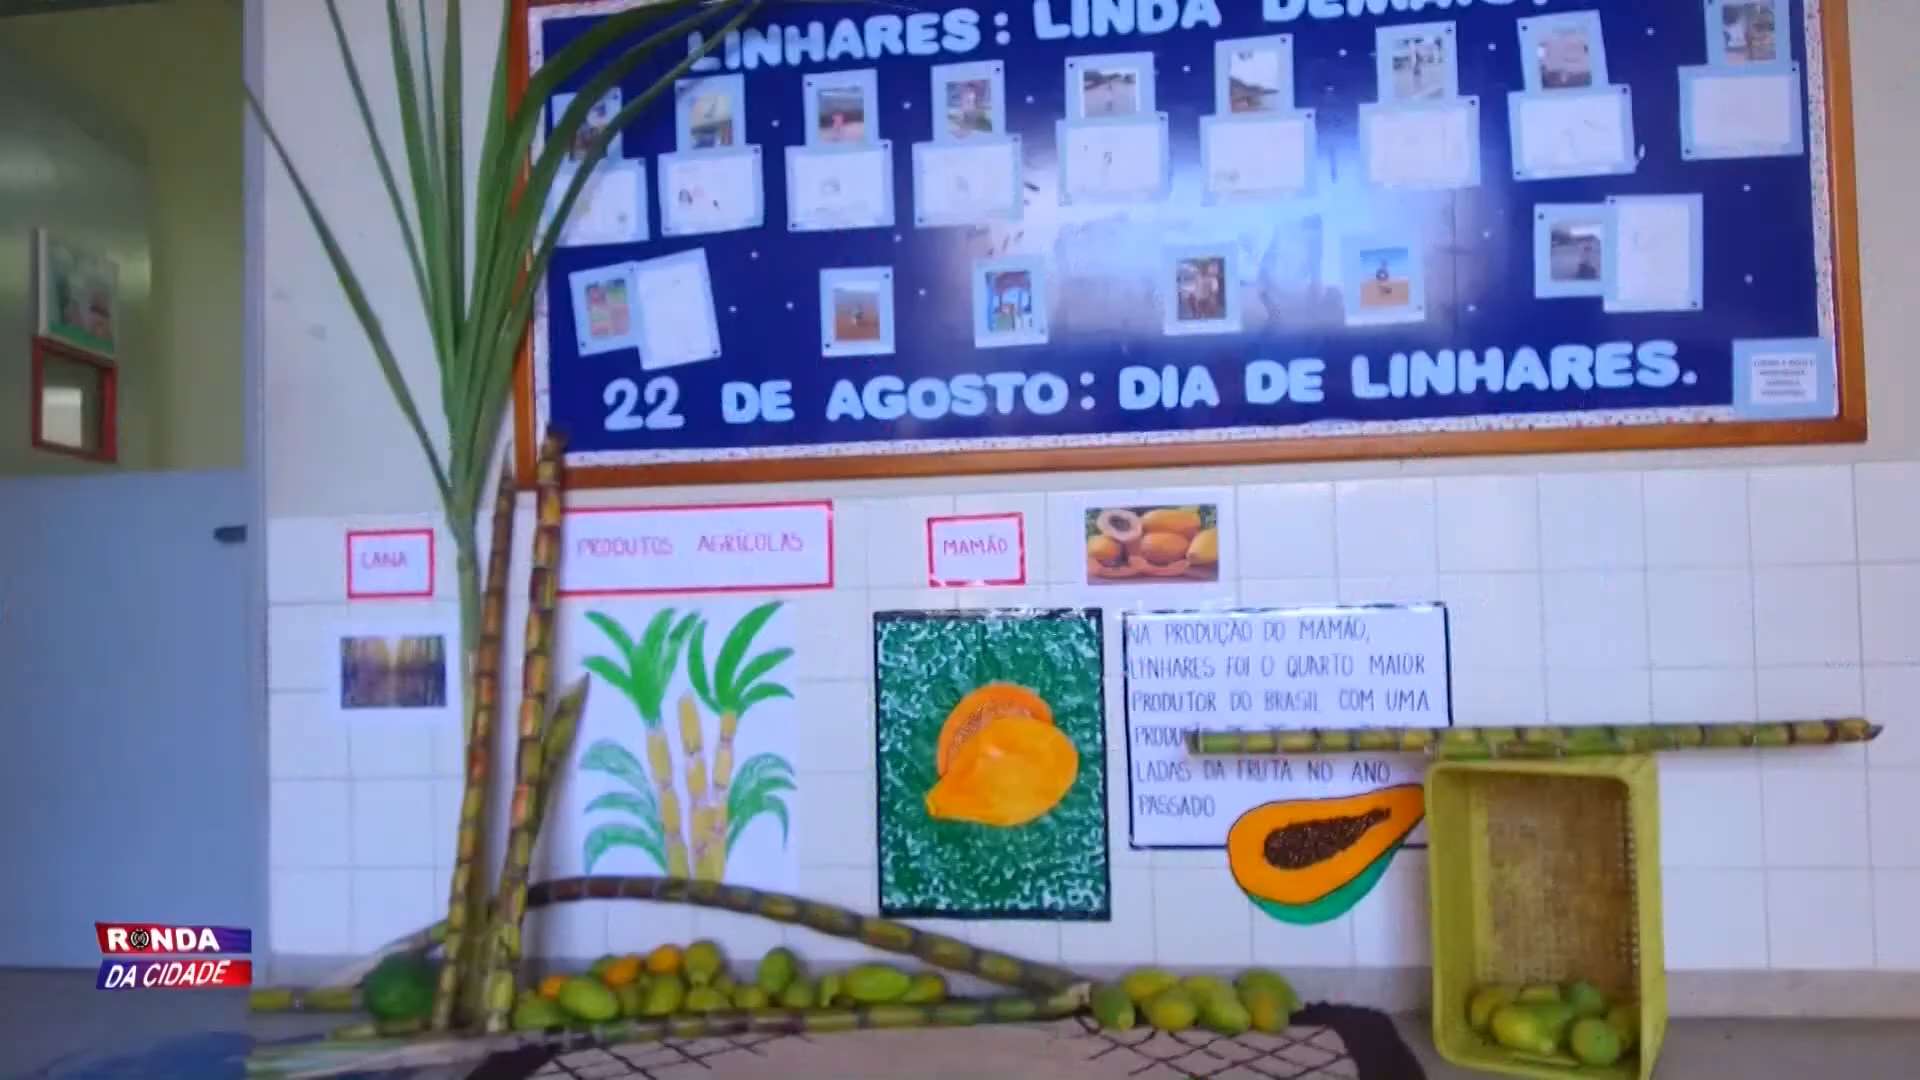 LINHARES: LINDA DEMAIS
22 DE AGOSTO: DIA DE LINHARES.
CANA
PRODUTOS AGRÍCOLAS
MAMÃO
NA PRODUÇÃO DO MAMÃO,
LINHARES FOI O QUARTO MAIOR
PRODUTOR DO BRASIL COM UMA
LADAS DA FRUTA NO ANO
PASSADO
RONDA
DA CIDADE